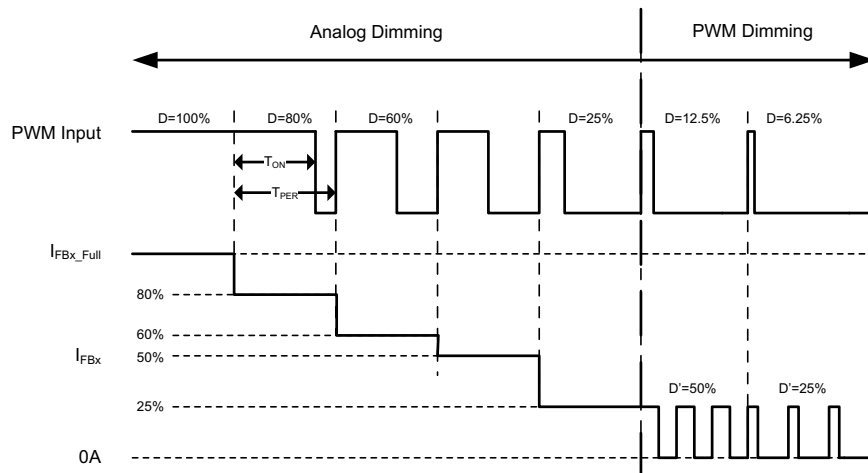 Analog Dimming
PWM Dimming
PWM Input
D=100%
D=80%
D=60%
D=25%
D=12.5%
D=6.25%
TON
TPER
IFBx_Full
80%
60%
IFBx
50%
25%
D'=50%
D'=25%
0A